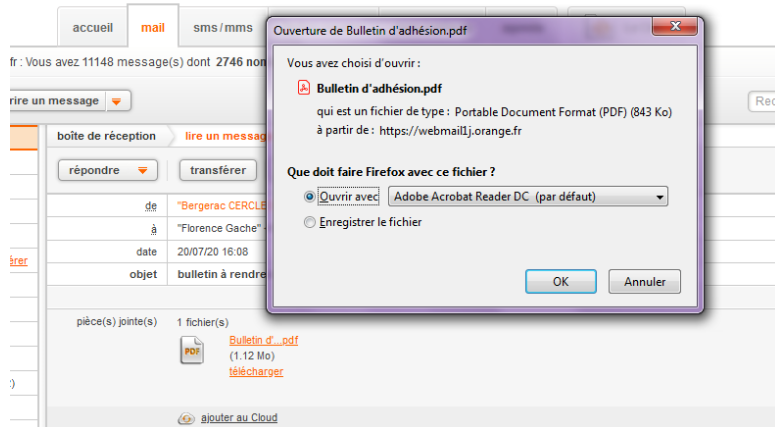 accueil
mail
sms/mms
fr : Vous avez 11148 message(s) dont 2746 non
rire un message
Rec
boîte de réception
lire un messag
répondre
transférer
de
"Bergerac CERCLE
à
"Florence Gache"
date
20/07/20 16:08
objet
bulletin à rendre
érer
pièce(s) jointe(s)
1 fichier(s)
PDF
Bulletin d'...pdf
(1.12 Mo)
télécharger
ajouter au Cloud
Ouverture de Bulletin d'adhésion.pdf
Vous avez choisi d'ouvrir :
Bulletin d'adhésion.pdf
qui est un fichier de type : Portable Document Format (PDF) (843 Ko)
à partir de : https://webmail1j.orange.fr
Que doit faire Firefox avec ce fichier ?
Ouvrir avec
Adobe Acrobat Reader DC (par défaut)
Enregistrer le fichier
OK
Annuler